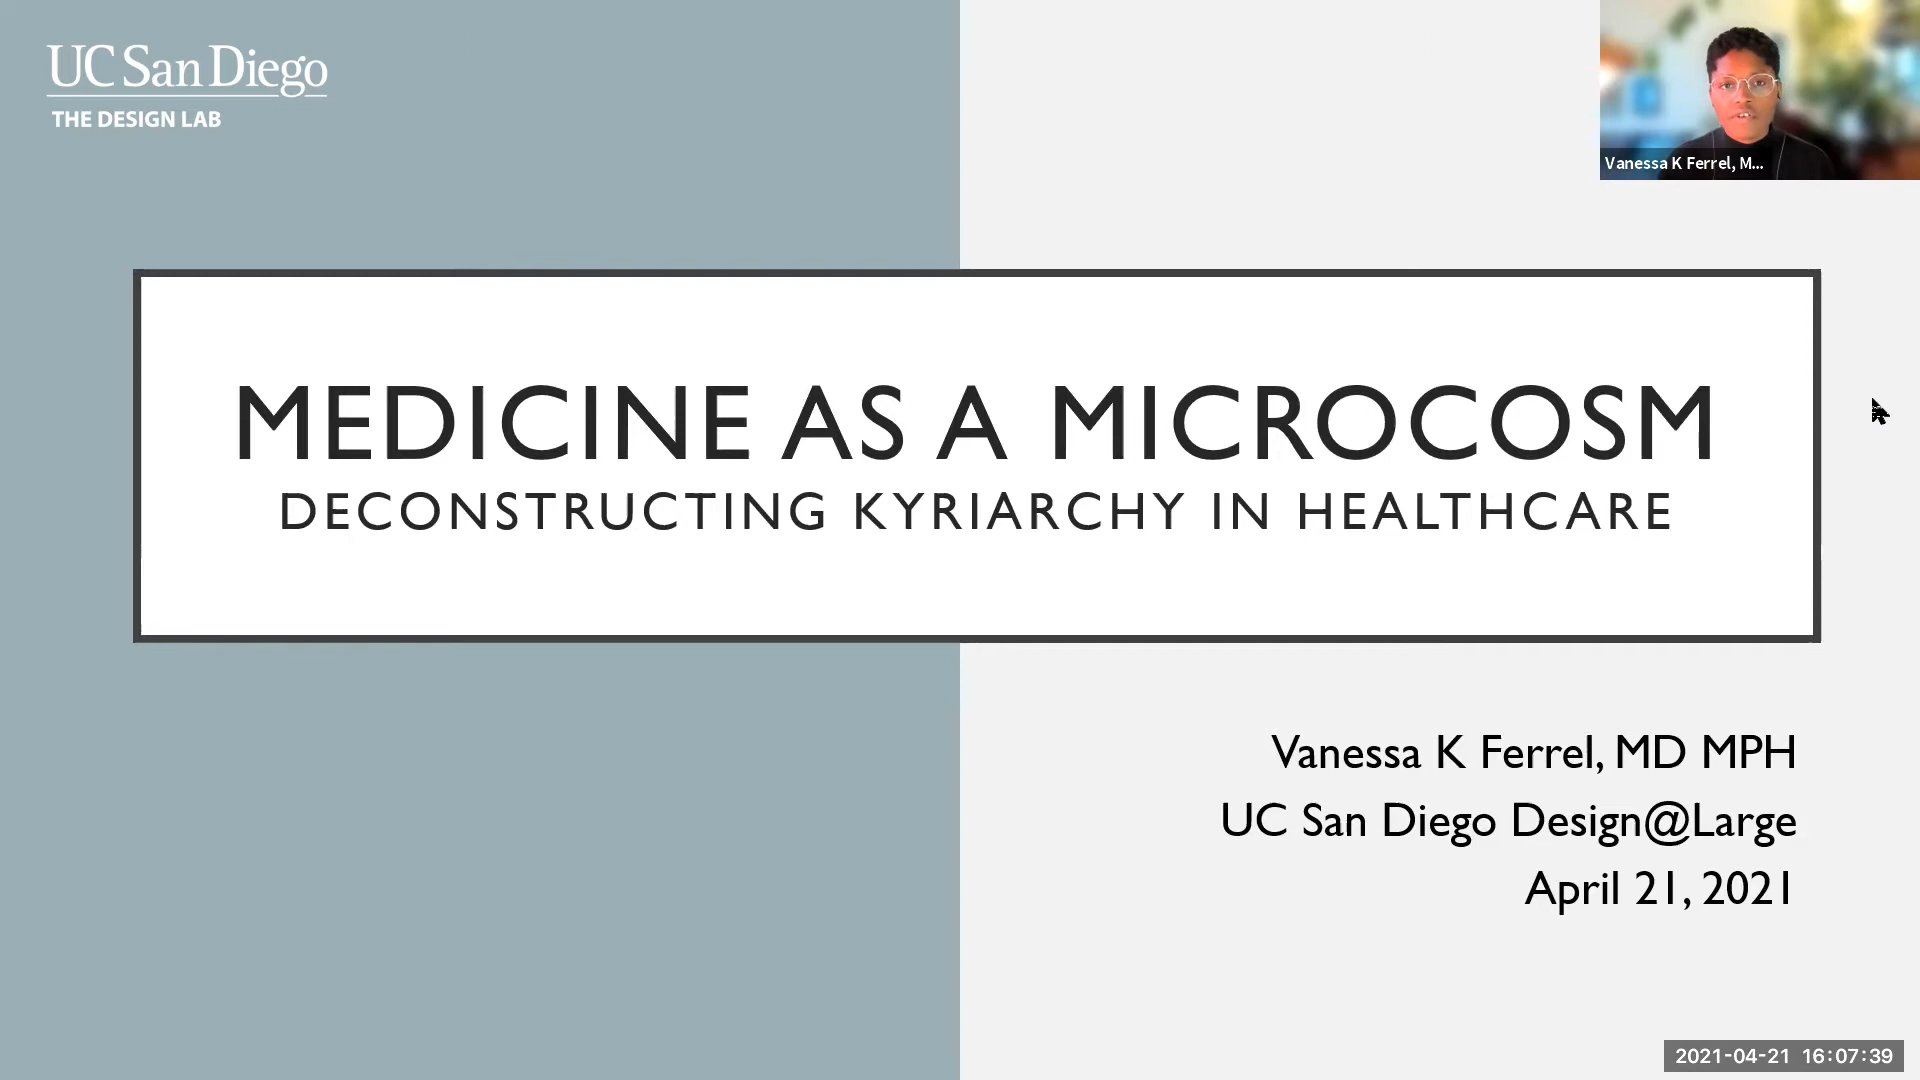 UC San Diego
THE DESIGN LAB
Vanessa K Ferrel, M...
MEDICINE AS A MICROCOSM
DECONSTRUCTING KYRIARCHY IN HEALTHCARE
Vanessa K Ferrel, MD MPH
UC San Diego Design@Large
April 21, 2021
2021-04-21 16:07:39